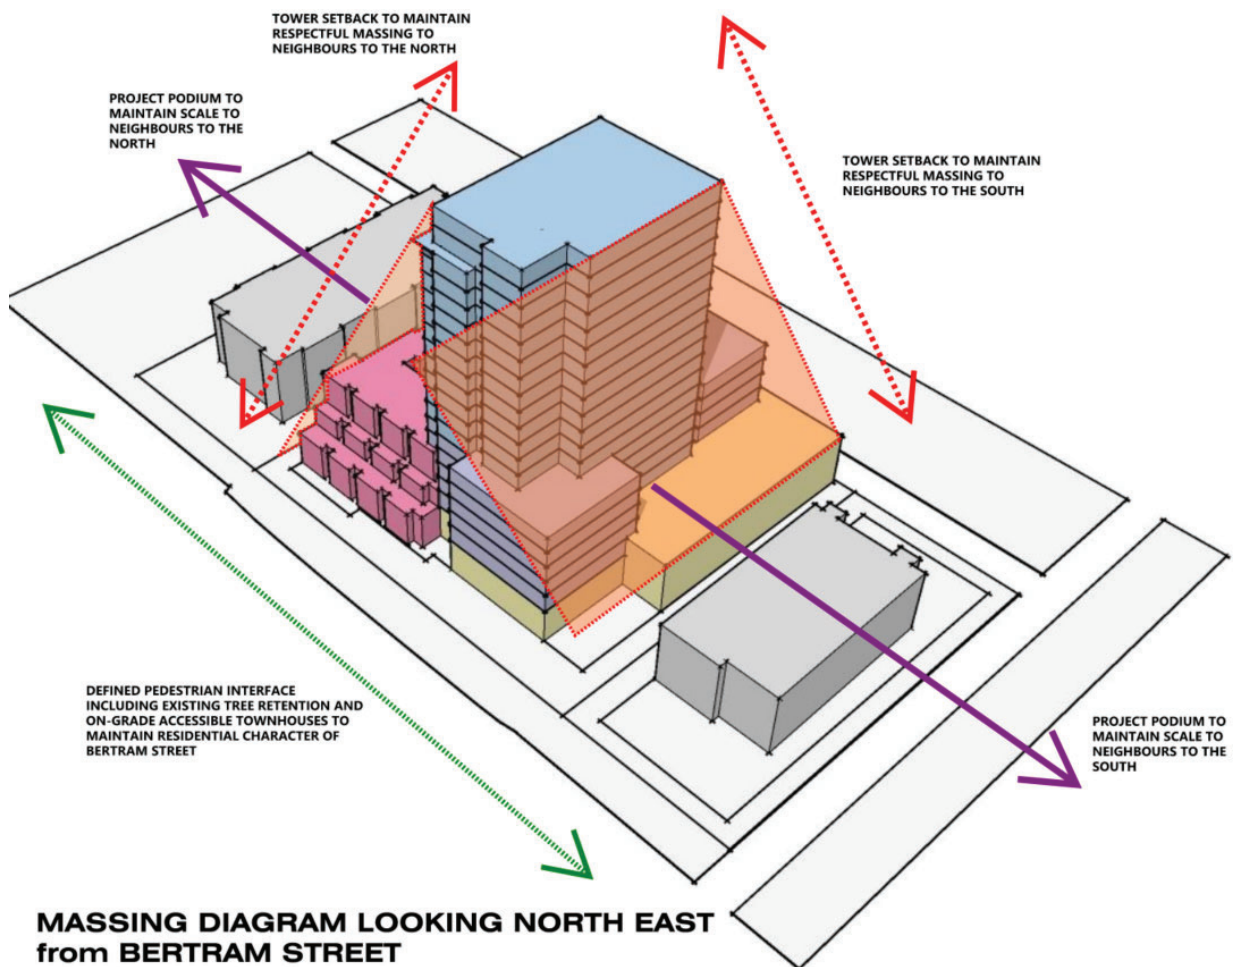 TOWER SETBACK TO MAINTAIN
RESPECTFUL MASSING TO
NEIGHBOURS TO THE NORTH
PROJECT PODIUM TO
MAINTAIN SCALE TO
NEIGHBOURS TO THE
NORTH
TOWER SETBACK TO MAINTAIN
RESPECTFUL MASSING TO
NEIGHBOURS TO THE SOUTH
DEFINED PEDESTRIAN INTERFACE
INCLUDING EXISTING TREE RETENTION AND
ON-GRADE ACCESSIBLE TOWNHOUSES TO
MAINTAIN RESIDENTIAL CHARACTER OF
BERTRAM STREET
PROJECT PODIUM TO
MAINTAIN SCALE TO
NEIGHBOURS TO THE
SOUTH
MASSING DIAGRAM LOOKING NORTH EAST
from BERTRAM STREET